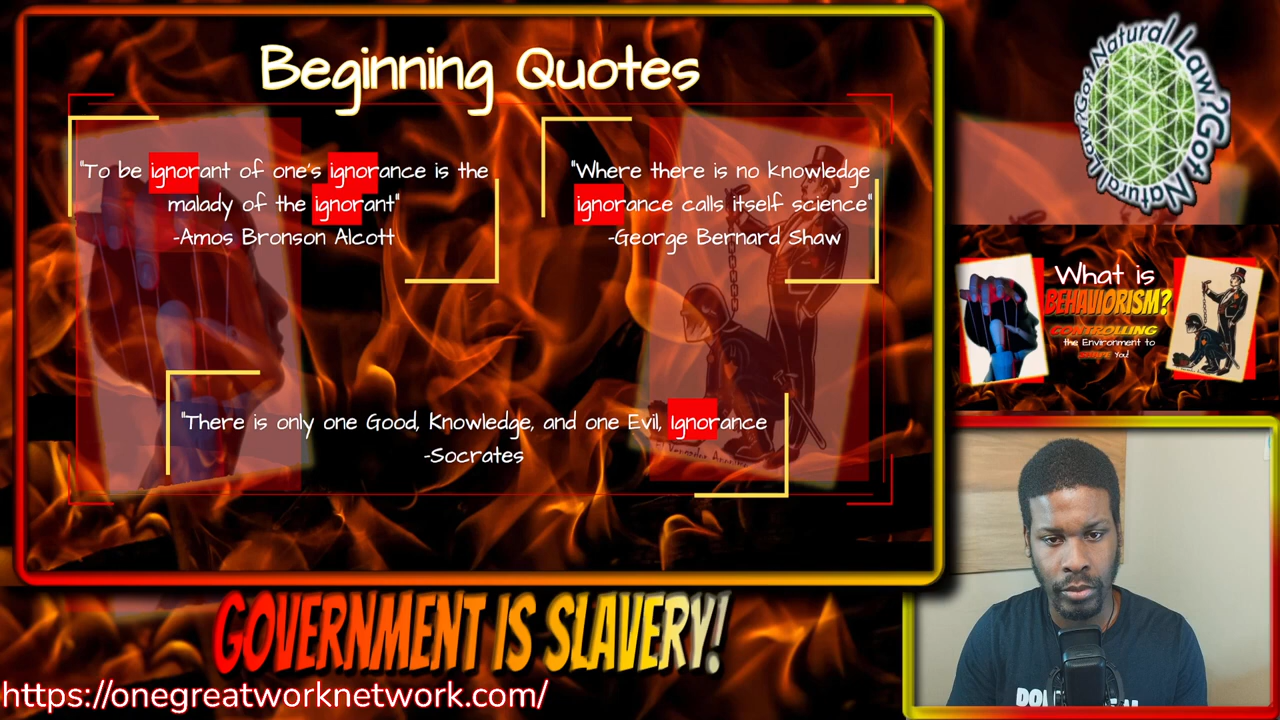 Beginning Quotes
"To be ignorant of one's ignorance is the
malady of the ignorant"
-Amos Bronson Alcott
"Where there is no knowledge
ignorance calls itself science"
-George Bernard Shaw
"There is only one Good, Knowledge, and one Evil, Ignorance
-Socrates
GOVERNMENT IS SLAVERY!
https://onegreatworknetwork.com/
Got Natural Law?
Got Natural Law?
What is
BEHAVIORISM?
CONTROLLING
the Environment to
You!